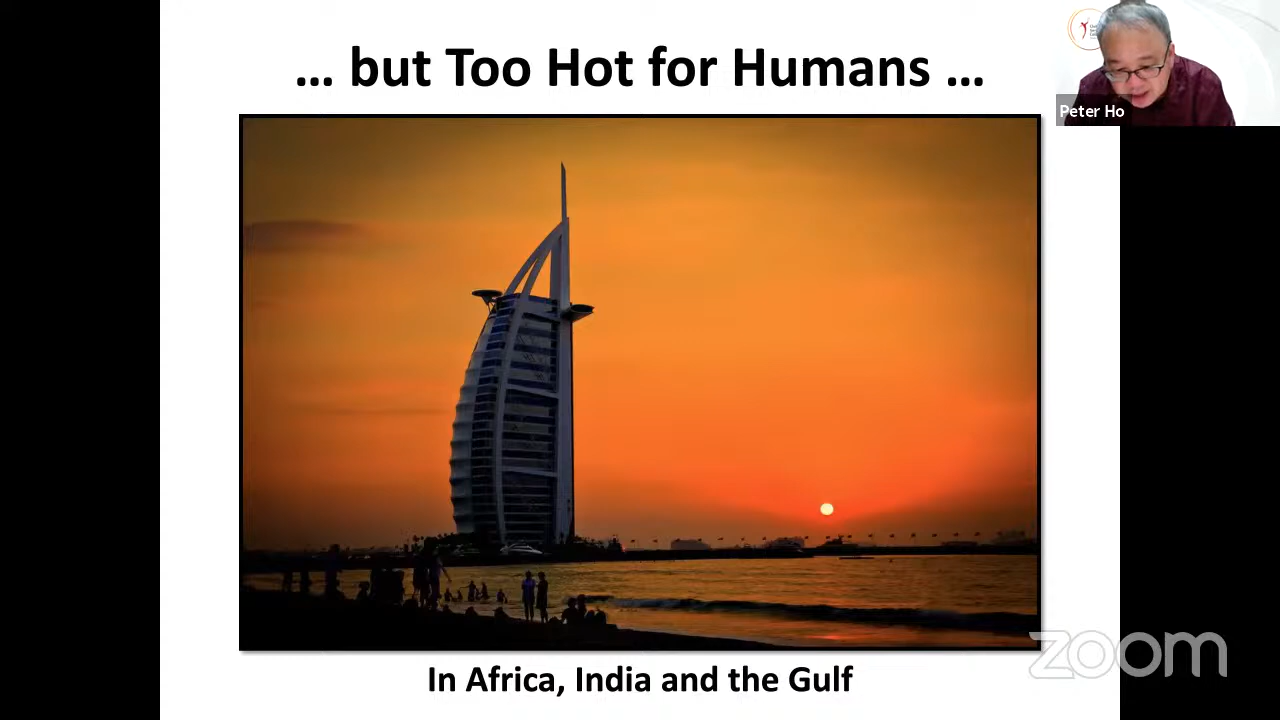 ... but Too Hot for Humans ...
Peter Ho
zoom
In Africa, India and the Gulf